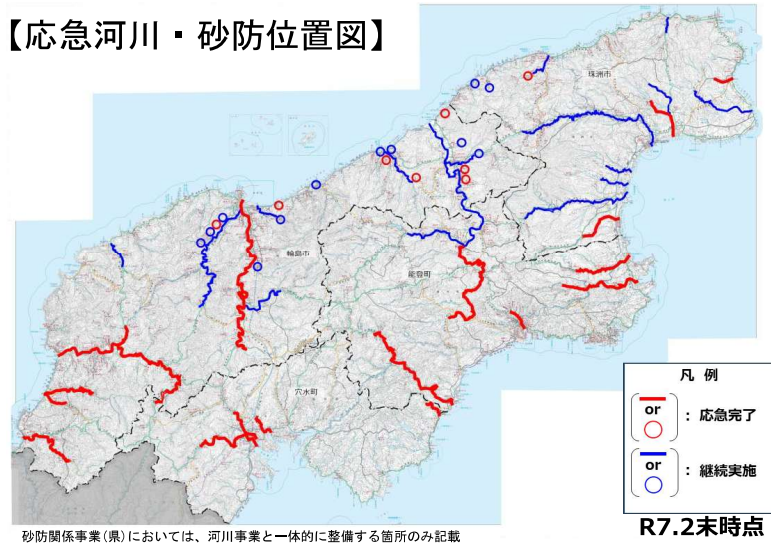 【応急河川・砂防位置図】
珠洲市
輪島市
能登町
穴水町
凡 例
or
： 応急完了
or
： 継続実施
R7.2末時点
砂防関係事業(県)においては、河川事業と一体的に整備する箇所のみ記載